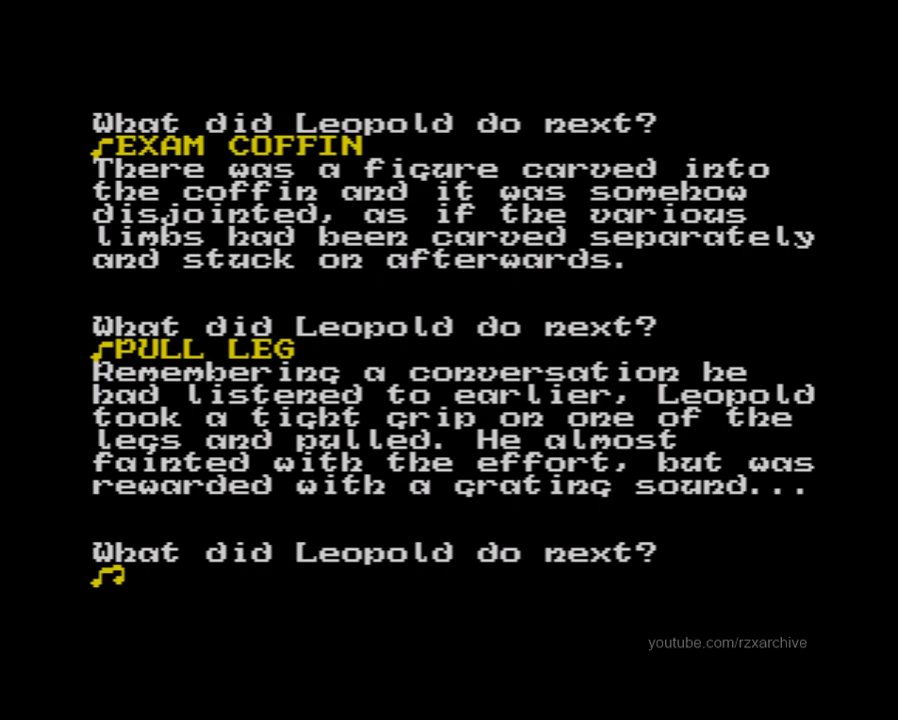 What did Leopold do next?
♪EXAM COFFIN
There was a figure carved into
the coffin and it was somehow
disjointed, as if the various
limbs had been carved separately
and stuck on afterwards.
What did Leopold do next?
♪PULL LEG
Remembering a conversation he
had listened to earlier, Leopold
took a tight grip on one of the
legs and pulled. He almost
fainted with the effort, but was
rewarded with a grating sound...
What did Leopold do next?
♪?
youtube.com/rzxarchive